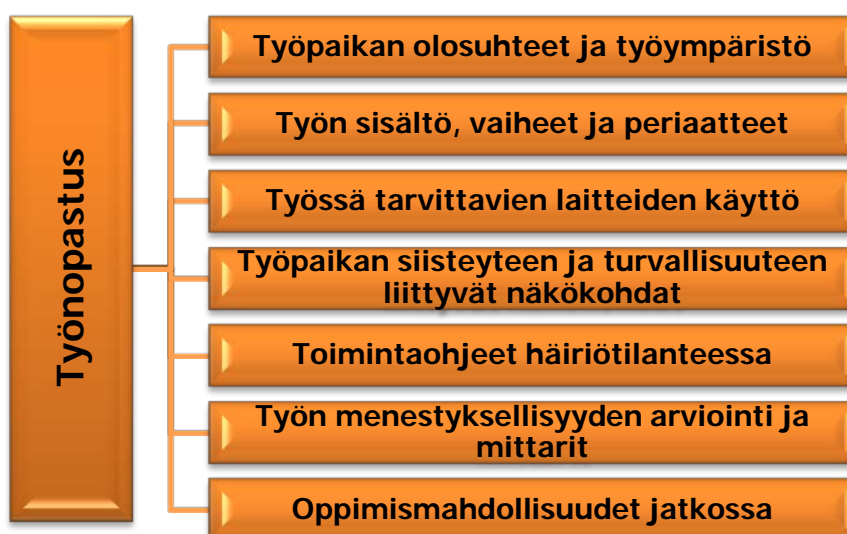 Työnopastus
Työpaikan olosuhteet ja työympäristö
Työn sisältö, vaiheet ja periaatteet
Työssä tarvittavien laitteiden käyttö
Työpaikan siisteyteen ja turvallisuuteen
liittyvät näkökohdat
Toimintaohjeet häiriötilanteessa
Työn menestyksellisyyden arviointi ja
mittarit
Oppimismahdollisuudet jatkossa